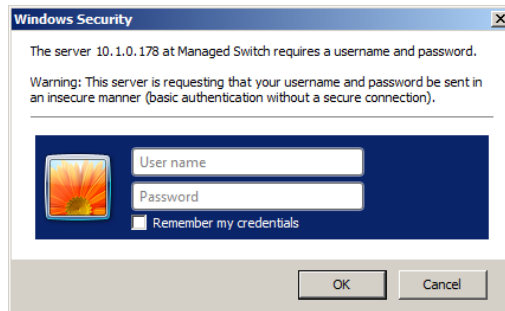 Windows Security
The server 10.1.0.178 at Managed Switch requires a username and password.
Warning: This server is requesting that your username and password be sent in
an insecure manner (basic authentication without a secure connection).
User name
Password
Remember my credentials
OK
Cancel